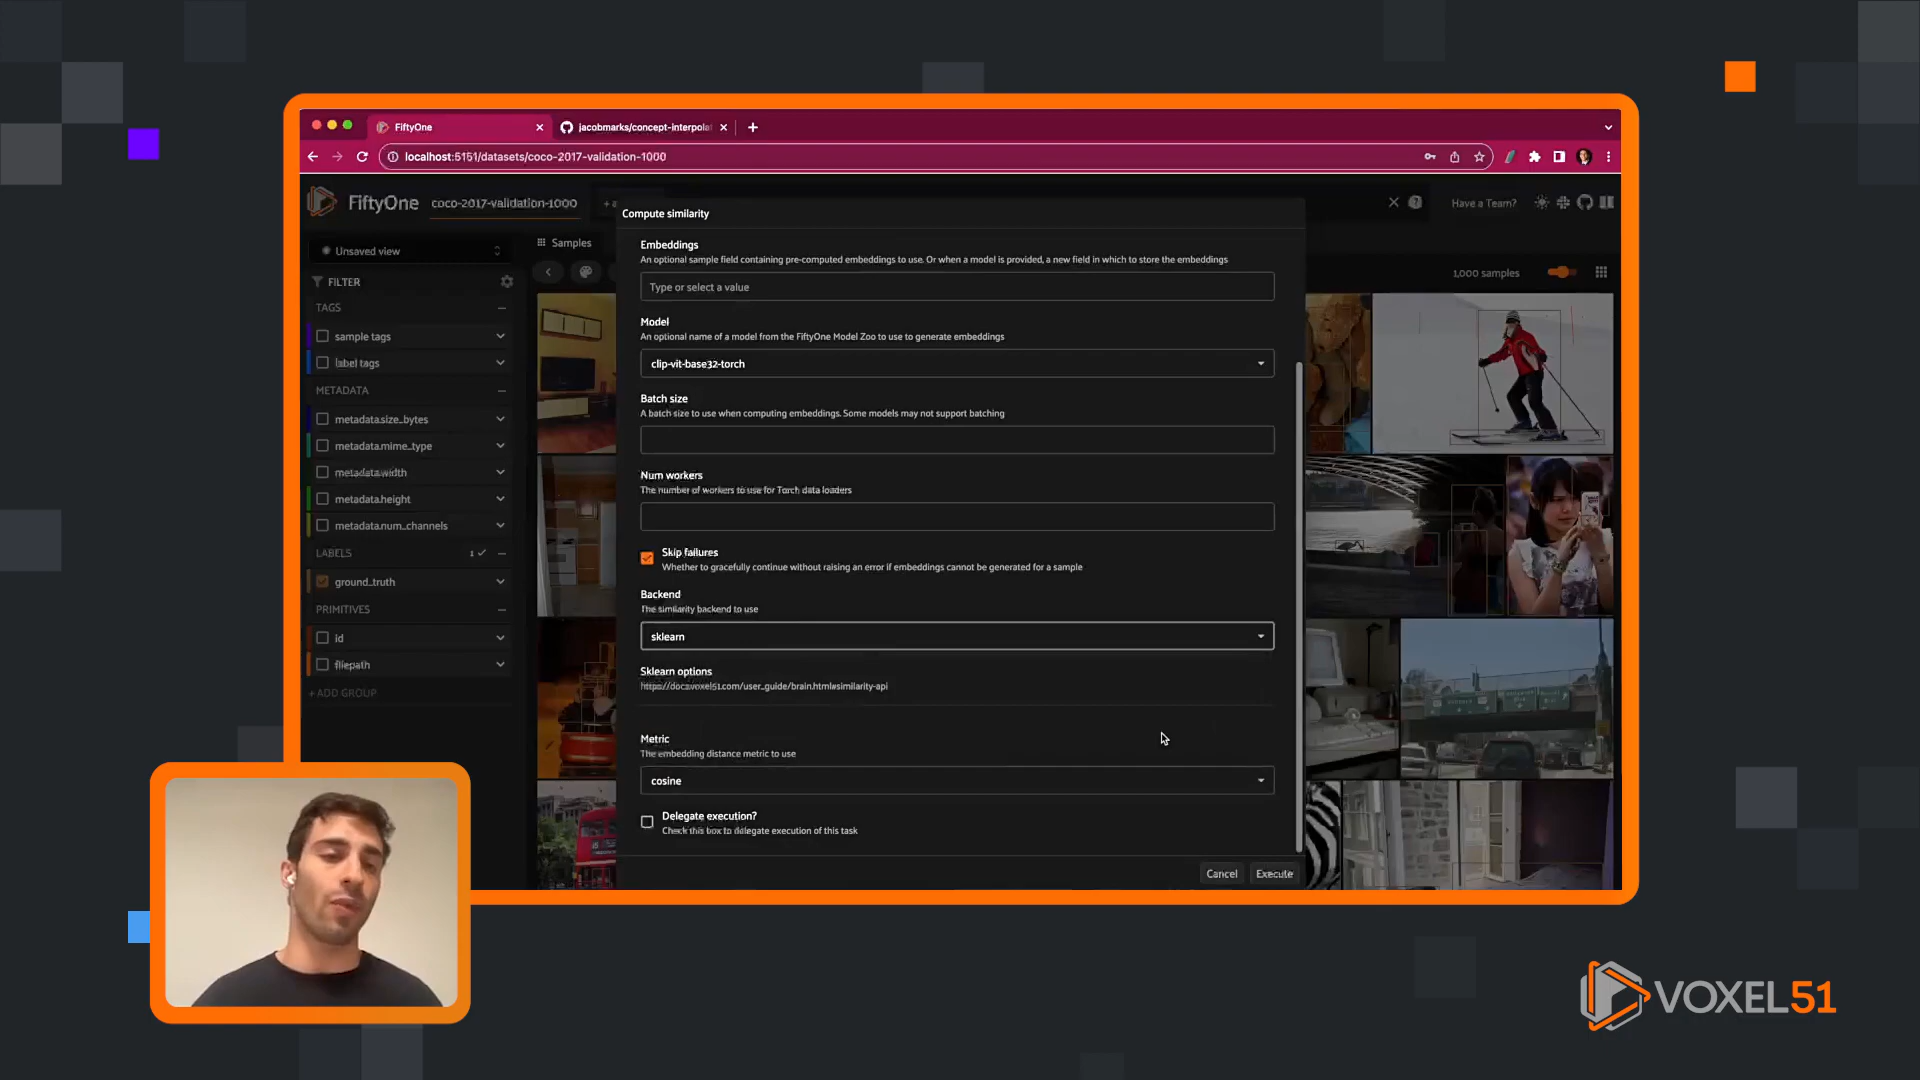 FiftyOne
jacobmarks/concept-interpolat
localhost:5151/datasets/coco-2017-validation-1000
FiftyOne
coco-2017-validation-1000
Have a Team?
Compute similarity
Unsaved view
Samples
1,000 samples
FILTER
TAGS
sample tags
label tags
METADATA
metadata.size_bytes
metadata.mime_type
metadata.width
metadata.height
metadata.num_channels
LABELS
1
ground_truth
PRIMITIVES
id
filepath
+ ADD GROUP
Embeddings
An optional sample field containing pre-computed embeddings to use. Or when a model is provided, a new field in which to store the embeddings
Type or select a value
Model
An optional name of a model from the FiftyOne Model Zoo to use to generate embeddings
clip-vit-base32-torch
Batch size
A batch size to use when computing embeddings. Some models may not support batching
Num workers
The number of workers to use for Torch data loaders
Skip failures
Whether to gracefully continue without raising an error if embeddings cannot be generated for a sample
Backend
The similarity backend to use
sklearn
Sklearn options
https://docs.voxel51.com/user_guide/brain.html#similarity-api
Metric
The embedding distance metric to use
cosine
Delegate execution?
Check this box to delegate execution of this task
Cancel
Execute
VOXEL51